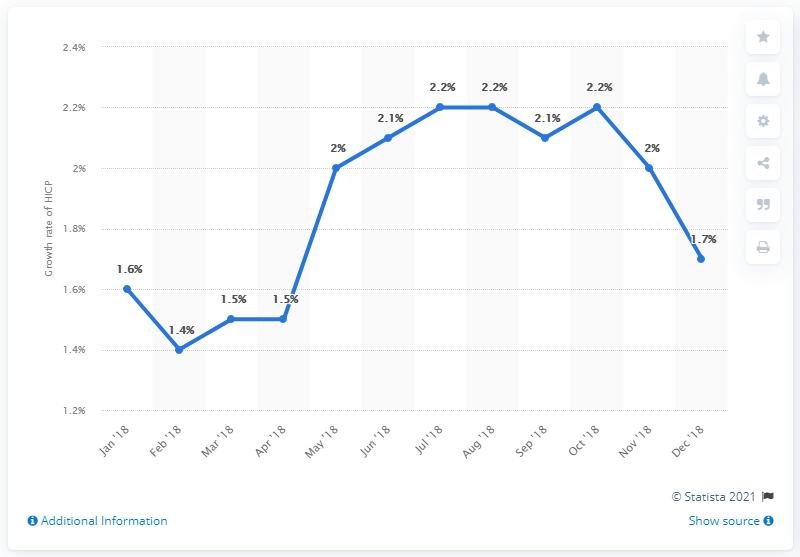 2.4%
2.2%
2%
1.8%
1.6%
1.4%
1.2%
Growth rate of HICP
1.6%
1.4%
1.5%
1.5%
2%
2.1%
2.2%
2.2%
2.1%
2.2%
2%
1.7%
Jan '18
Feb '18
Mar '18
Apr '18
May '18
Jun '18
Jul '18
Aug '18
Sep '18
Oct '18
Nov '18
Dec '18
© Statista 2021
Additional Information
Show source